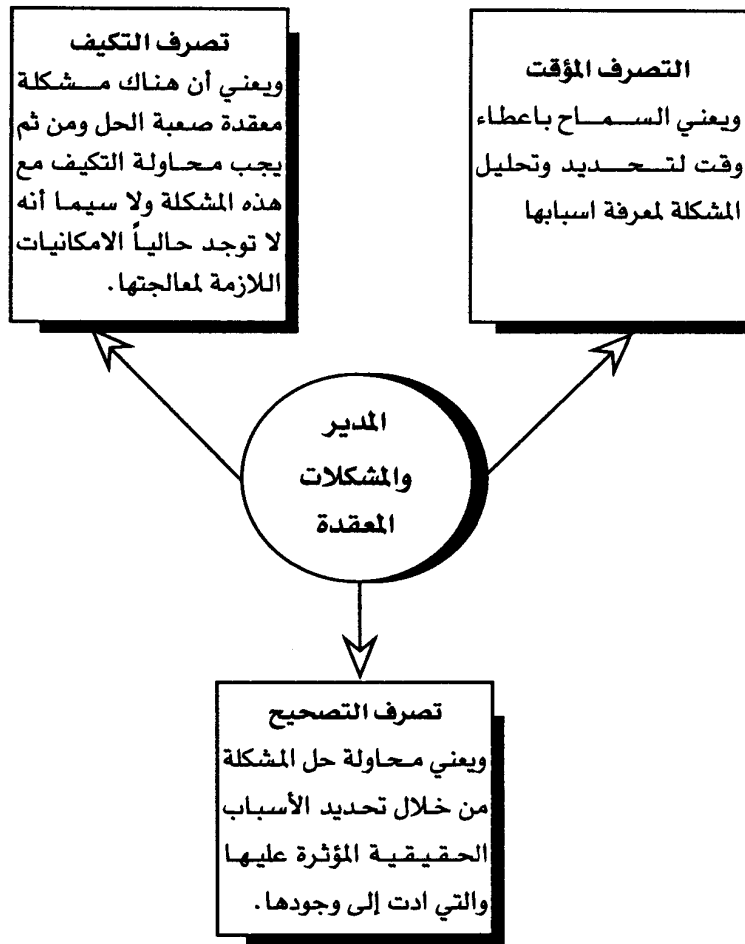 التصرف المؤقت
ويعني السماح باعطاء
وقت لتحديد وتحليل
المشكلة لمعرفة اسبابها
تصرف التكيف
ويعني أن هناك مشكلة
معقدة صعبة الحل ومن ثم
يجب محاولة التكيف مع
هذه المشكلة ولا سيما أنه
لا توجد حالياً الامكانيات
اللازمة لمعالجتها.
المدير
والمشكلات
المعقدة
تصرف التصحيح
ويعني محاولة حل المشكلة
من خلال تحديد الأسباب
الحقيقية المؤثرة عليها
والتي ادت إلى وجودها.